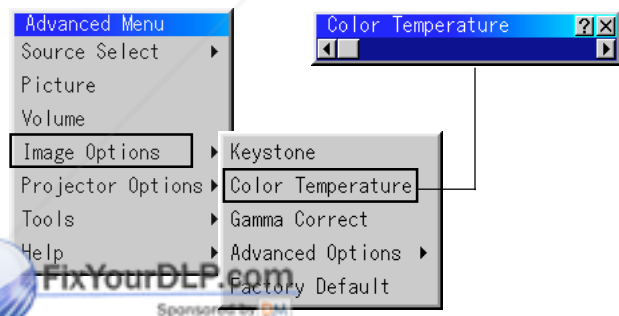 Advanced Menu
Source Select
Picture
Volume
Image Options
Projector Options
Tools
Help
Keystone
Color Temperature
Gamma Correct
Advanced Options
Factory Default
Color Temperature ? X
FixYourDLP.com
Sponsored by DM